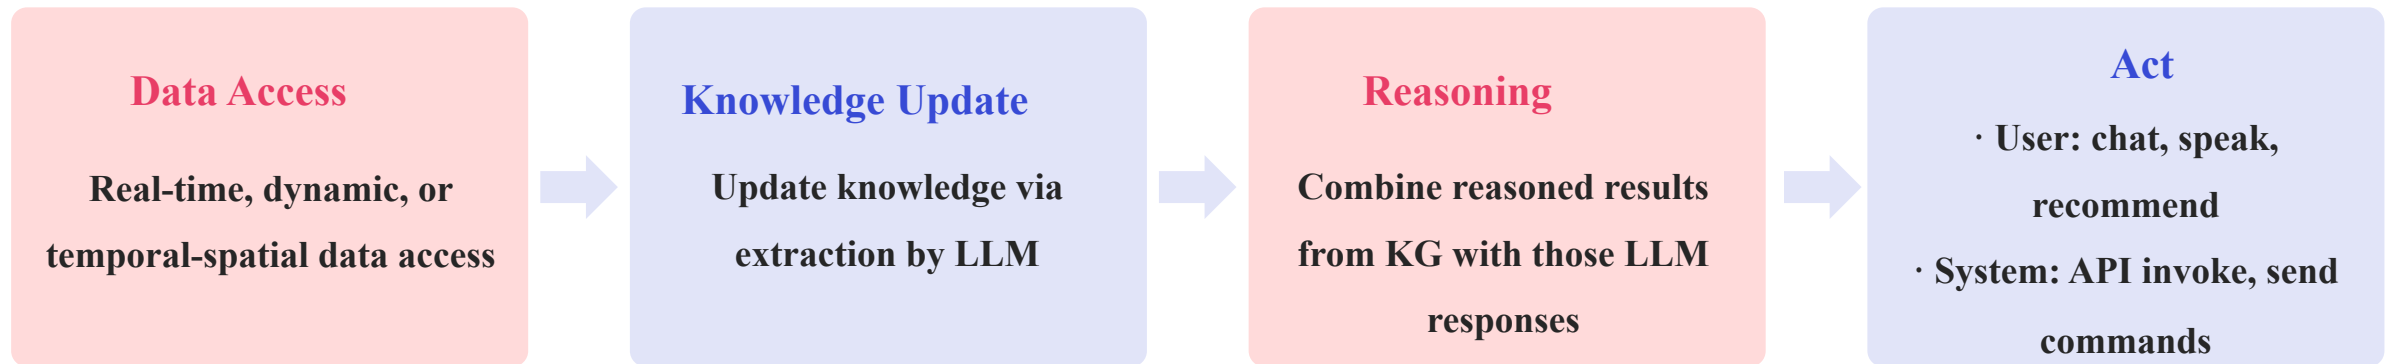 Data Access
Real-time, dynamic, or
temporal-spatial data access
Knowledge Update
Update knowledge via
extraction by LLM
Reasoning
Combine reasoned results
from KG with those LLM
responses
Act
· User: chat, speak,
recommend
· System: API invoke, send
commands